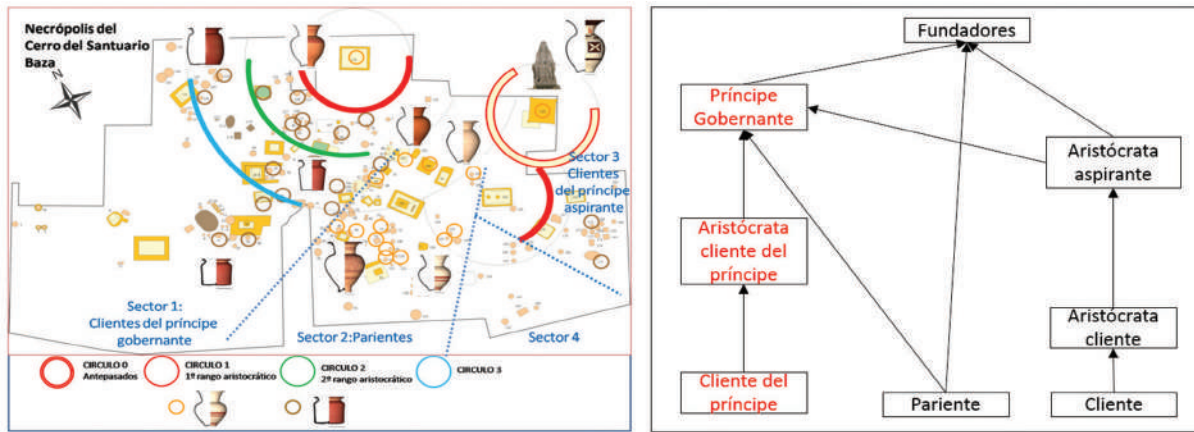 Necrópolis del
Cerro del Santuario
Baza
N
Sector 3
Clientes
del príncipe
aspirante
Sector 1:
Clientes del príncipe
gobernante
Sector 2:Parientes
Sector 4
CIRCULO 0
Antepasados
CIRCULO 1
1º rango aristocrático
CIRCULO 2
2º rango aristocrático
CIRCULO 3
Fundadores
Príncipe
Gobernante
Aristócrata
aspirante
Aristócrata
cliente del
príncipe
Aristócrata
cliente
Cliente del
príncipe
Pariente
Cliente